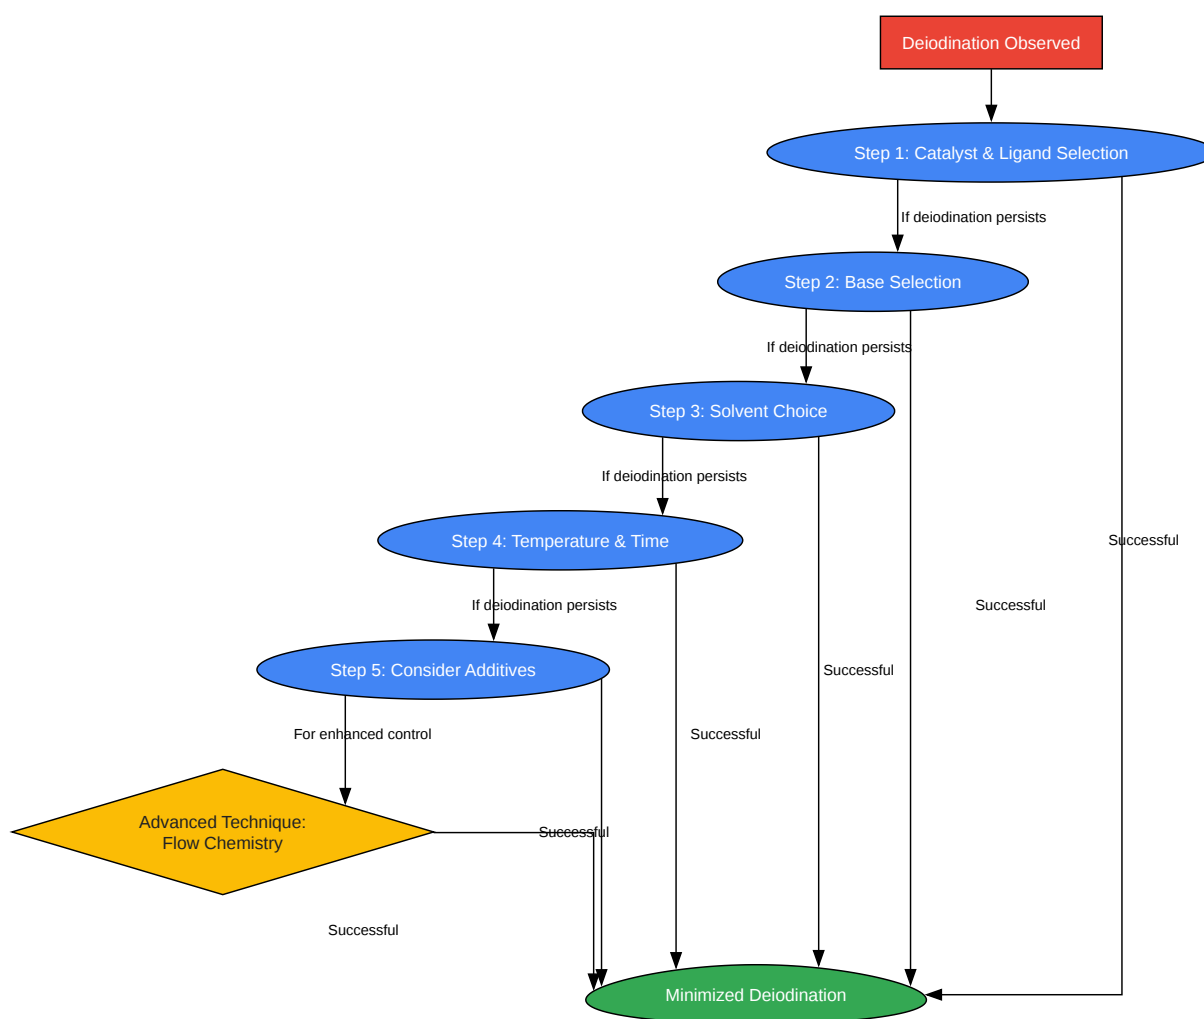 Deiodination Observed
Step 1: Catalyst & Ligand Selection
If deiodination persists
Step 2: Base Selection
If deiodination persists
Step 3: Solvent Choice
If deiodination persists
Step 4: Temperature & Time
Successful
If deiodination persists
Successful
Step 5: Consider Additives
Successful
For enhanced control
Successful
Advanced Technique:
Flow Chemistry
Successful
Successful
Minimized Deiodination